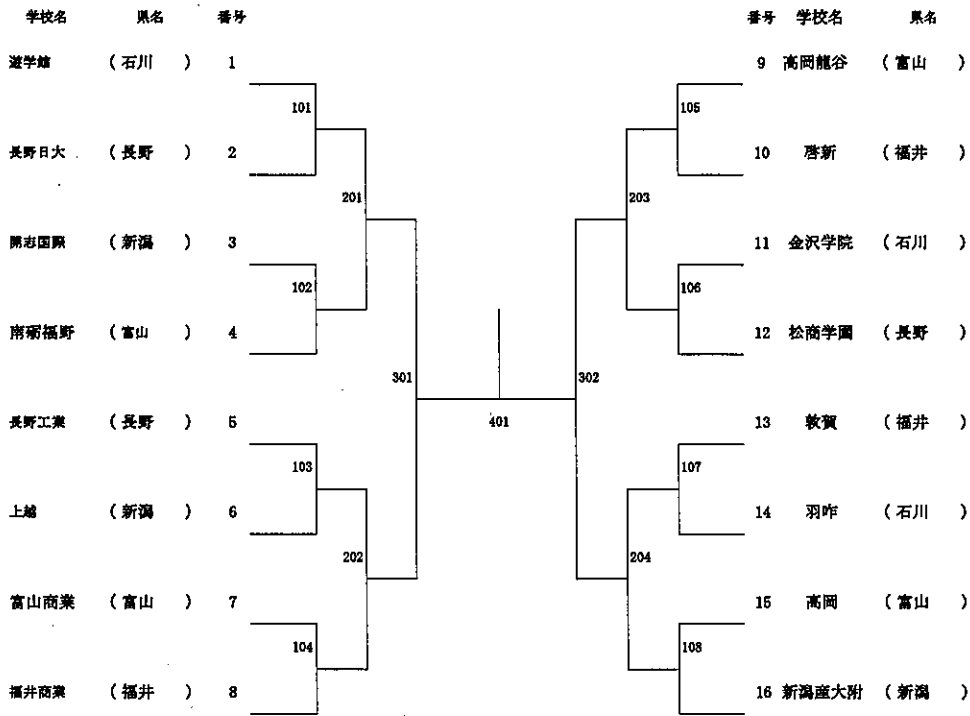 学校名 県名 番号 番号 学校名 県名
遊学館 (石川) 1 9 高岡龍谷 (富山)
101 105
長野日大 (長野) 2 10 啓新 (福井)
201 203
開志国際 (新潟) 3 11 金沢学院 (石川)
102 106
南砺福野 (富山) 4 12 松商学園 (長野)
301 302
401
長野工業 (長野) 5 13 敦賀 (福井)
103 107
上越 (新潟) 6 14 羽咋 (石川)
202 204
富山商業 (富山) 7 15 高岡 (富山)
104 108
福井商業 (福井) 8 16 新潟産大附 (新潟)